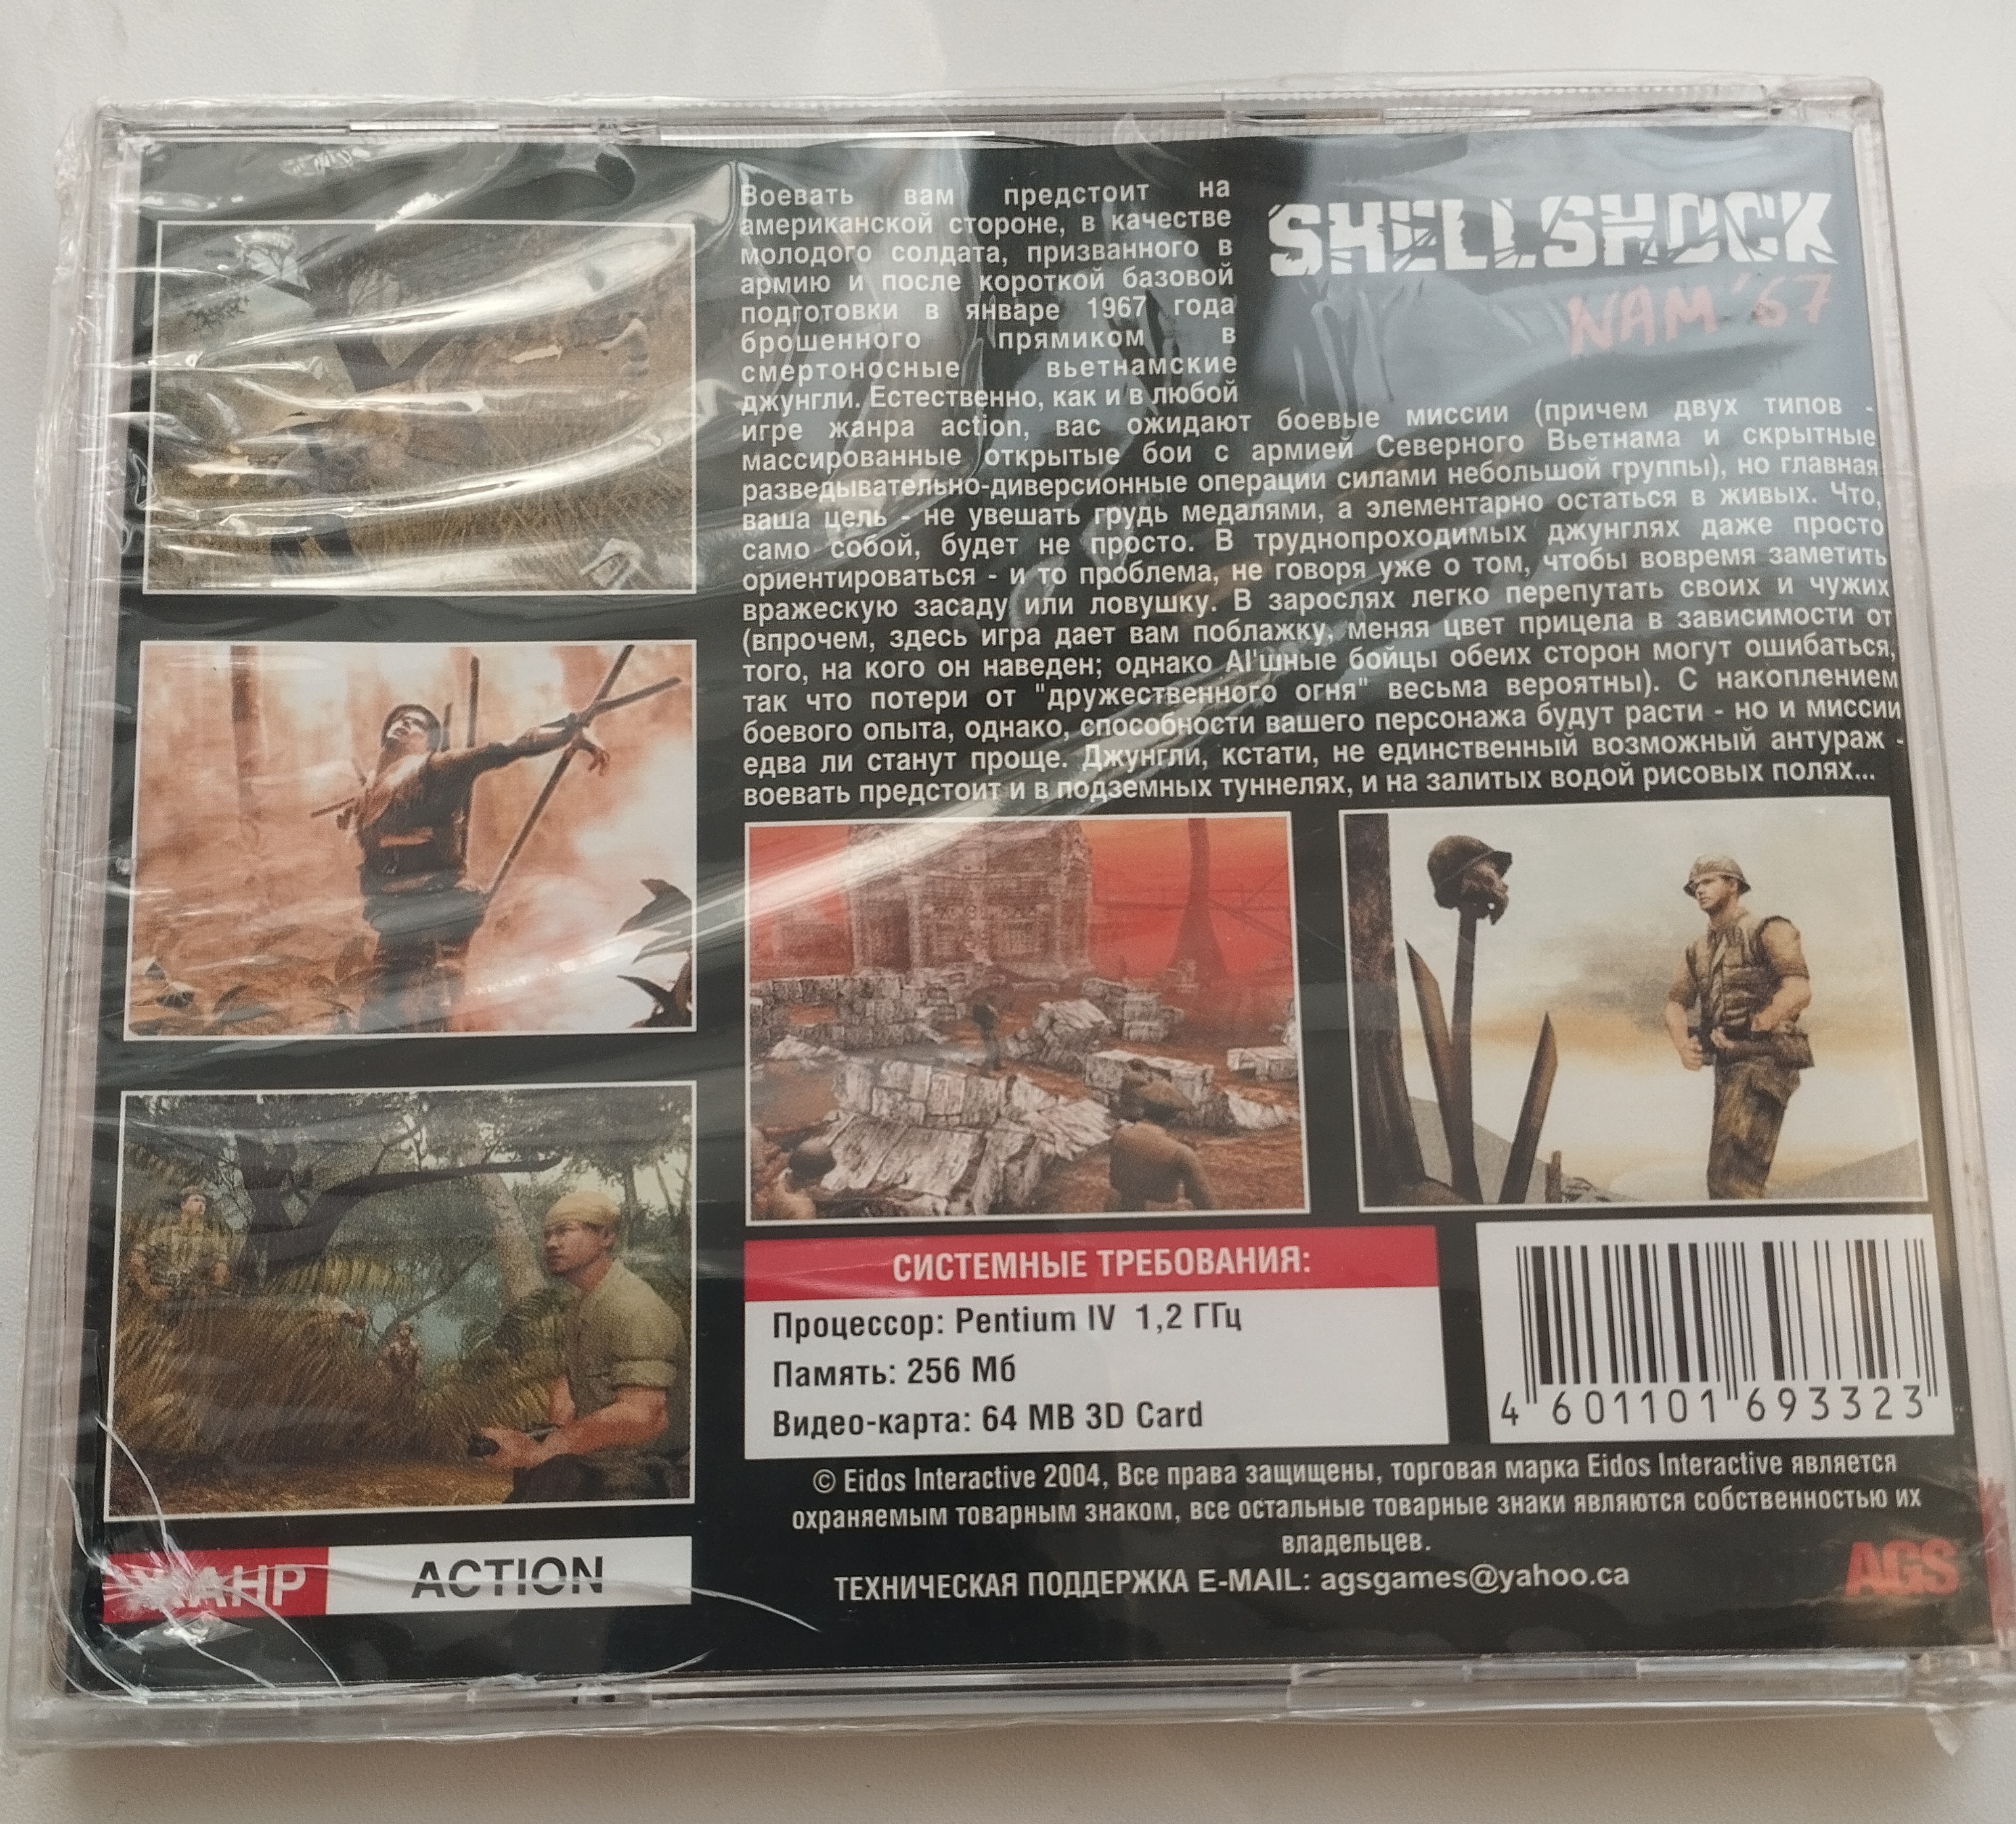 Воевать вам предстоит на
американской стороне, в качестве
молодого солдата, призванного в
армию и после короткой базовой
подготовки в январе 1967 года
брошенного прямиком в
смертоносные вьетнамские
джунгли. Естественно, как и в любой
игре жанра action, вас ожидают боевые миссии (причем двух типов -
массированные открытые бои с армией Северного Вьетнама и скрытные
разведывательно-диверсионные операции силами небольшой группы), но главная
ваша цель - не увешать грудь медалями, а элементарно остаться в живых. Что,
само собой, будет не просто. В труднопроходимых джунглях даже просто
ориентироваться - и то проблема, не говоря уже о том, чтобы вовремя заметить
вражескую засаду или ловушку. В зарослях легко перепутать своих и чужих
(впрочем, здесь игра дает вам поблажку, меняя цвет прицела в зависимости от
того, на кого он наведен; однако AI'шные бойцы обеих сторон могут ошибаться,
так что потери от "дружественного огня" весьма вероятны). С накоплением
боевого опыта, однако, способности вашего персонажа будут расти - но и миссии
едва ли станут проще. Джунгли, кстати, не единственный возможный антураж -
воевать предстоит и в подземных туннелях, и на залитых водой рисовых полях...
SHELLSHOCK
NAM '67
СИСТЕМНЫЕ ТРЕБОВАНИЯ:
Процессор: Pentium IV 1,2 ГГц
Память: 256 Мб
Видео-карта: 64 MB 3D Card
4 601101 693323
© Eidos Interactive 2004, Все права защищены, торговая марка Eidos Interactive является
охраняемым товарным знаком, все остальные товарные знаки являются собственностью их
владельцев.
ТЕХНИЧЕСКАЯ ПОДДЕРЖКА E-MAIL: agsgames@yahoo.ca
AGS
ЖАНР ACTION